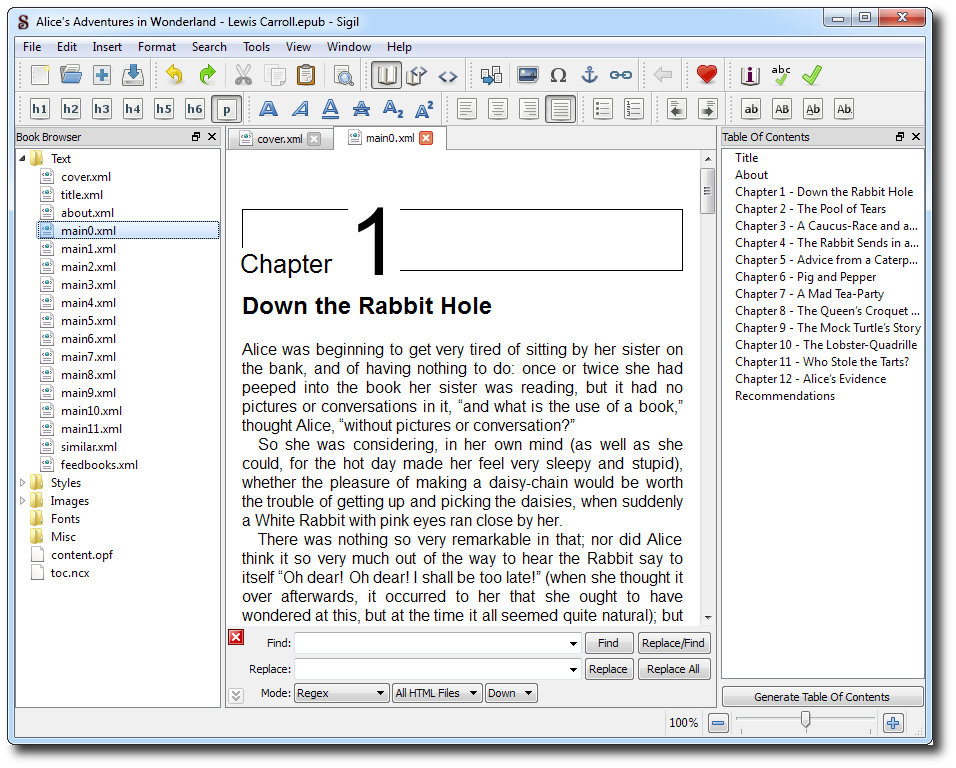 Alice's Adventures in Wonderland - Lewis Carroll.epub - Sigil
File Edit Insert Format Search Tools View Window Help
abc
h1 h2 h3 h4 h5 h6 p A A A A A2 A2 ab AB Ab Ab
Book Browser
Text
cover.xml
title.xml
about.xml
main0.xml
main1.xml
main2.xml
main3.xml
main4.xml
main5.xml
main6.xml
main7.xml
main8.xml
main9.xml
main10.xml
main11.xml
similar.xml
feedbooks.xml
Styles
Images
Fonts
Misc
content.opf
toc.ncx
cover.xml main0.xml
Chapter 1
Down the Rabbit Hole
Alice was beginning to get very tired of sitting by her sister on
the bank, and of having nothing to do: once or twice she had
peeped into the book her sister was reading, but it had no
pictures or conversations in it, “and what is the use of a book,”
thought Alice, “without pictures or conversation?”
So she was considering, in her own mind (as well as she
could, for the hot day made her feel very sleepy and stupid),
whether the pleasure of making a daisy-chain would be worth
the trouble of getting up and picking the daisies, when suddenly
a White Rabbit with pink eyes ran close by her.
There was nothing so very remarkable in that; nor did Alice
think it so very much out of the way to hear the Rabbit say to
itself “Oh dear! Oh dear! I shall be too late!” (when she thought it
over afterwards, it occurred to her that she ought to have
wondered at this, but at the time it all seemed quite natural); but
Find: Find Replace/Find
Replace: Replace Replace All
Mode: Regex All HTML Files Down
Table Of Contents
Title
About
Chapter 1 - Down the Rabbit Hole
Chapter 2 - The Pool of Tears
Chapter 3 - A Caucus-Race and a...
Chapter 4 - The Rabbit Sends in a...
Chapter 5 - Advice from a Caterp...
Chapter 6 - Pig and Pepper
Chapter 7 - A Mad Tea-Party
Chapter 8 - The Queen's Croquet ...
Chapter 9 - The Mock Turtle's Story
Chapter 10 - The Lobster-Quadrille
Chapter 11 - Who Stole the Tarts?
Chapter 12 - Alice's Evidence
Recommendations
Generate Table Of Contents
100%